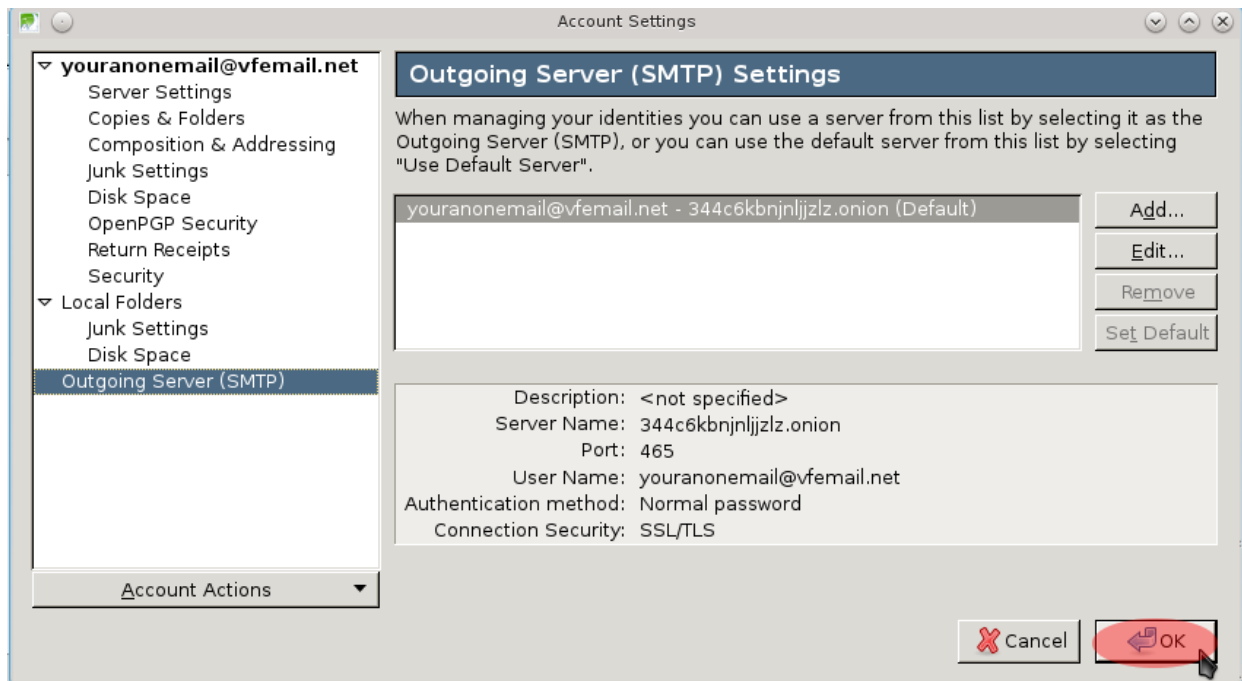 Account Settings
youranonemail@vfemail.net
Server Settings
Copies & Folders
Composition & Addressing
Junk Settings
Disk Space
OpenPGP Security
Return Receipts
Security
Local Folders
Junk Settings
Disk Space
Outgoing Server (SMTP)
Account Actions
Outgoing Server (SMTP) Settings
When managing your identities you can use a server from this list by selecting it as the
Outgoing Server (SMTP), or you can use the default server from this list by selecting
"Use Default Server".
youranonemail@vfemail.net - 344c6kbnjnljjzlz.onion (Default)
Add...
Edit...
Remove
Set Default
Description: <not specified>
Server Name: 344c6kbnjnljjzlz.onion
Port: 465
User Name: youranonemail@vfemail.net
Authentication method: Normal password
Connection Security: SSL/TLS
Cancel
OK